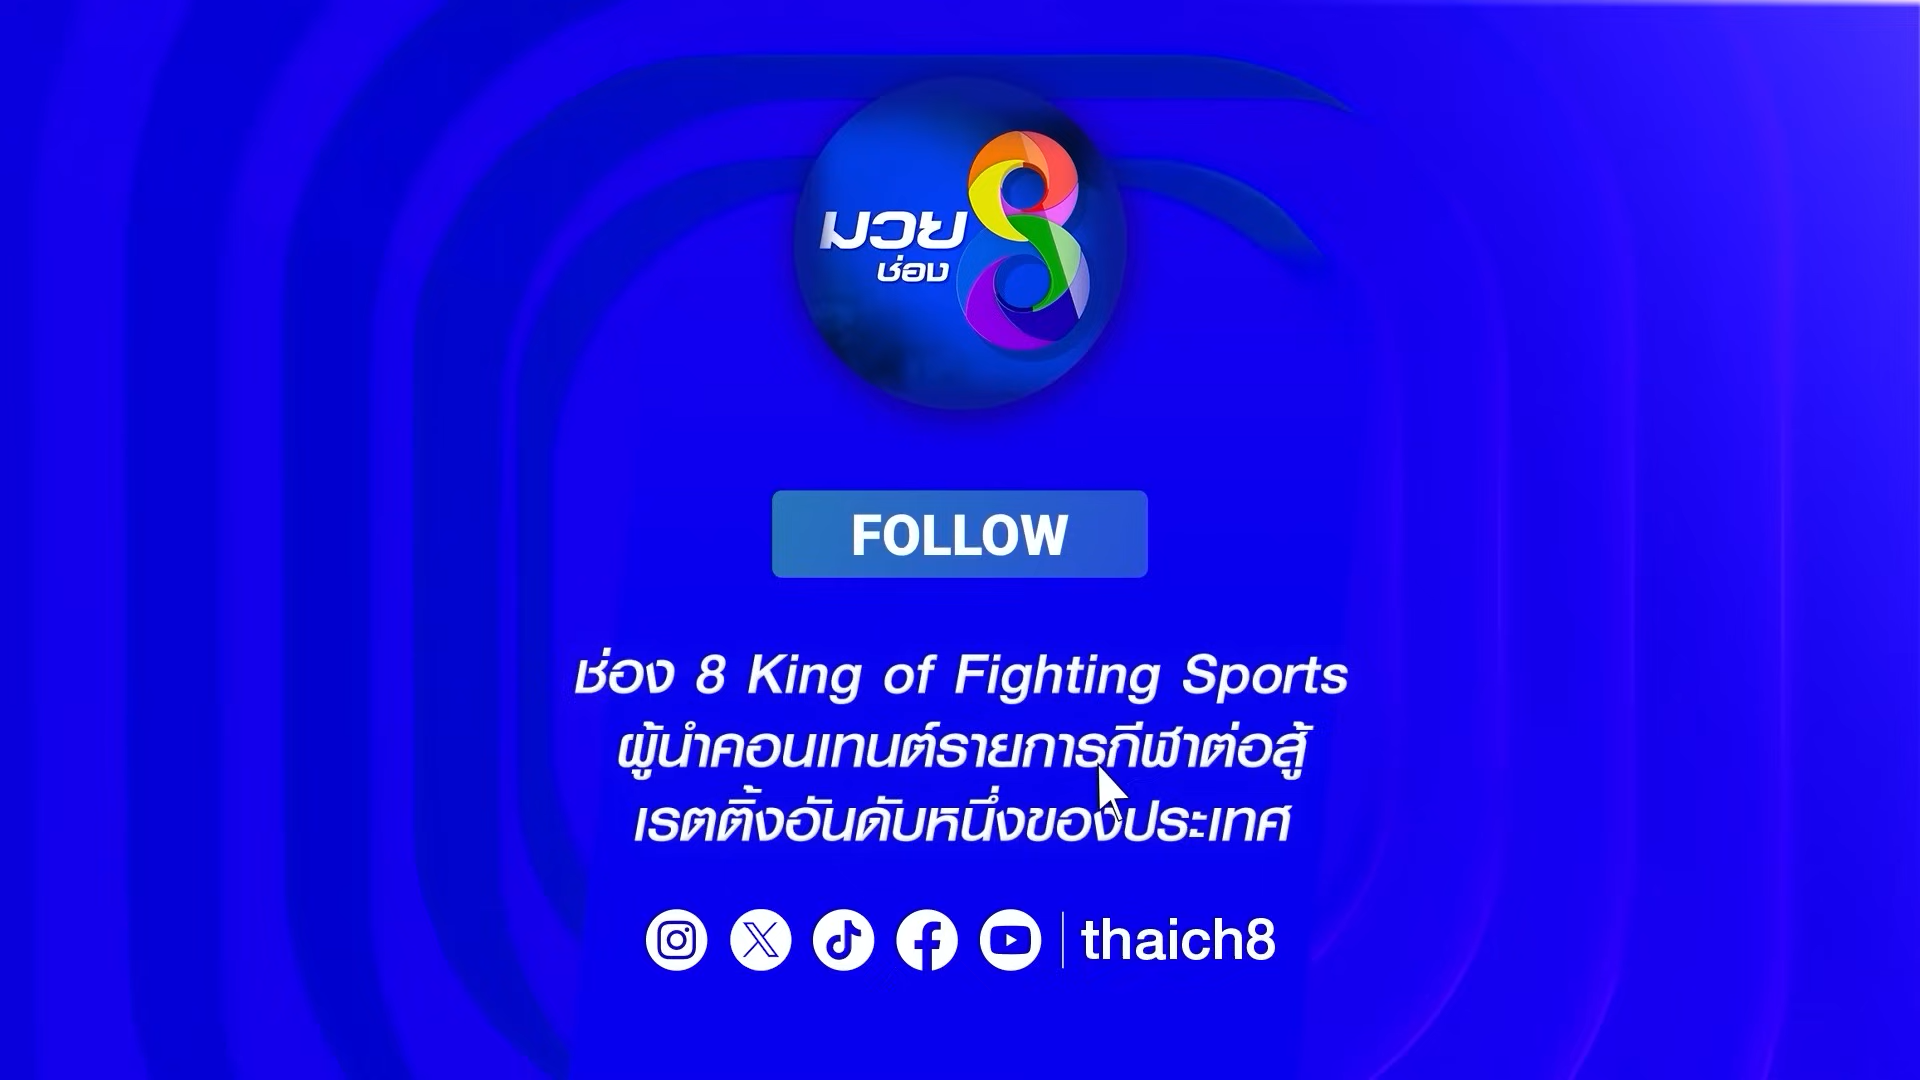 มวย
ช่อง 8
FOLLOW
ช่อง 8 King of Fighting Sports
ผู้นำคอนเทนต์รายการกีฬาต่อสู้
เรตติ้งอันดับหนึ่งของประเทศ
thaich8